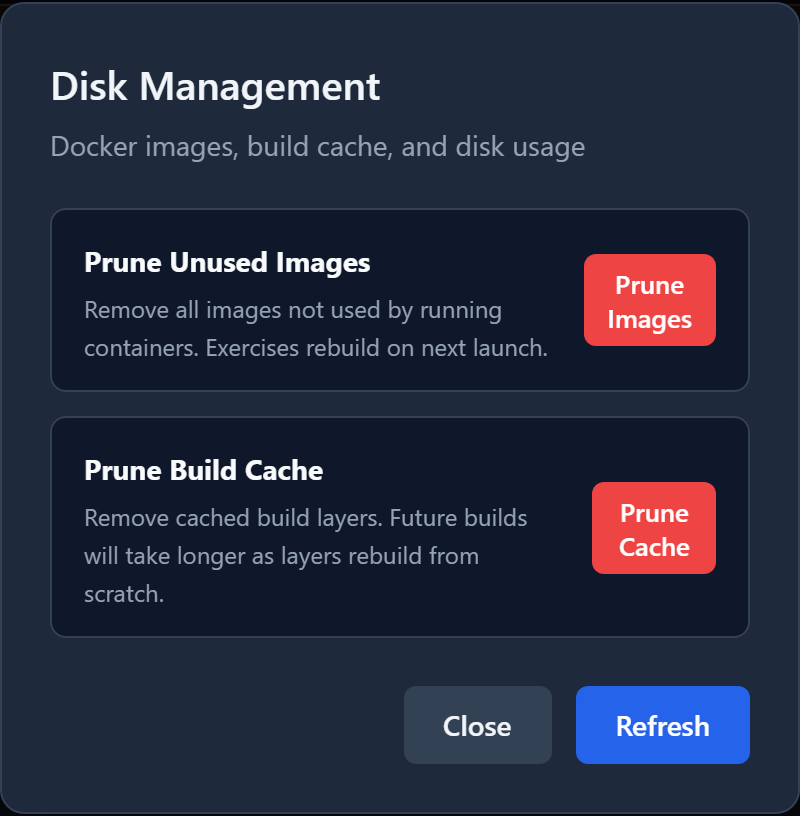 Disk Management
Docker images, build cache, and disk usage
Prune Unused Images
Remove all images not used by running
containers. Exercises rebuild on next launch.
Prune
Images
Prune Build Cache
Remove cached build layers. Future builds
will take longer as layers rebuild from
scratch.
Prune
Cache
Close
Refresh